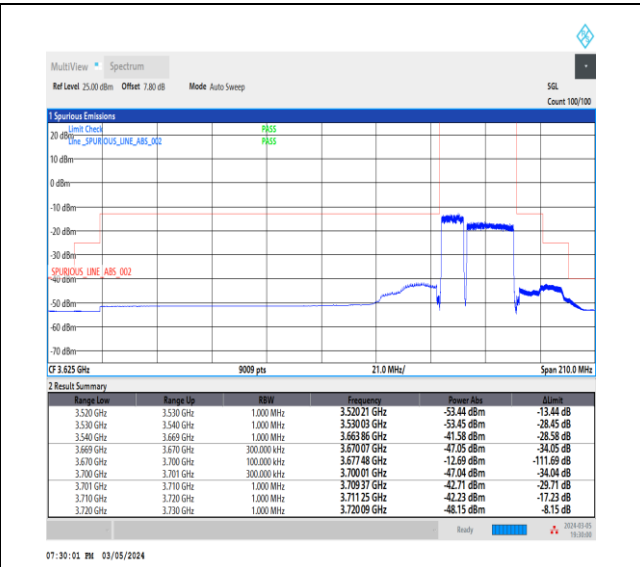 MultiView Spectrum
Ref Level 25.00 dBm Offset 7.80 dB Mode Auto Sweep SGL
Count 100/100
1 Spurious Emissions
Limit Check PASS
20 dBm
Line _SPURIOUS_LINE_ABS_002 PASS
10 dBm
0 dBm
-10 dBm
-20 dBm
-30 dBm
_SPURIOUS_LINE_ABS_002
-40 dBm
-50 dBm
-60 dBm
-70 dBm
CF 3.625 GHz 9009 pts 21.0 MHz/ Span 210.0 MHz
2 Result Summary
Range Low Range Up RBW Frequency Power Abs ΔLimit
3.520 GHz 3.530 GHz 1.000 MHz 3.520 21 GHz -53.44 dBm -13.44 dB
3.530 GHz 3.540 GHz 1.000 MHz 3.530 03 GHz -53.45 dBm -28.45 dB
3.540 GHz 3.669 GHz 1.000 MHz 3.663 86 GHz -41.58 dBm -28.58 dB
3.669 GHz 3.670 GHz 300.000 kHz 3.670 07 GHz -47.05 dBm -34.05 dB
3.670 GHz 3.700 GHz 100.000 kHz 3.677 48 GHz -12.69 dBm -111.69 dB
3.700 GHz 3.701 GHz 300.000 kHz 3.700 01 GHz -47.04 dBm -34.04 dB
3.701 GHz 3.710 GHz 1.000 MHz 3.709 37 GHz -42.71 dBm -29.71 dB
3.710 GHz 3.720 GHz 1.000 MHz 3.711 25 GHz -42.23 dBm -17.23 dB
3.720 GHz 3.730 GHz 1.000 MHz 3.720 09 GHz -48.15 dBm -8.15 dB
Ready 2024-03-05
19:30:00
07:30:01 PM 03/05/2024